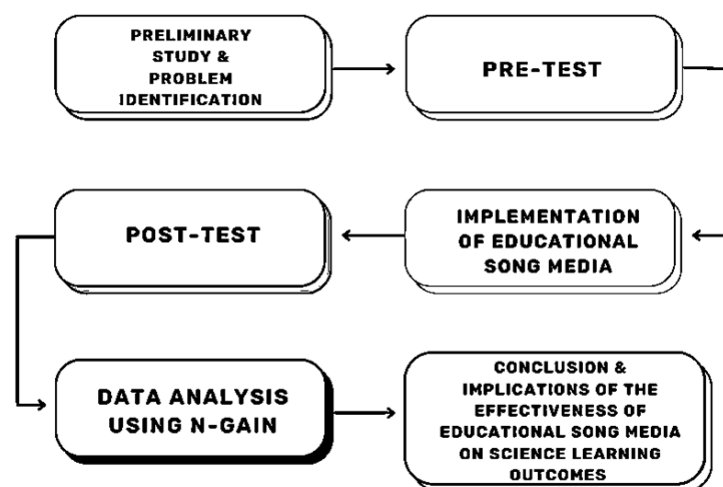 PRELIMINARY
STUDY &
PROBLEM
IDENTIFICATION
PRE-TEST
IMPLEMENTATION
OF EDUCATIONAL
SONG MEDIA
POST-TEST
DATA ANALYSIS
USING N-GAIN
CONCLUSION &
IMPLICATIONS OF THE
EFFECTIVENESS OF
EDUCATIONAL SONG MEDIA
ON SCIENCE LEARNING
OUTCOMES